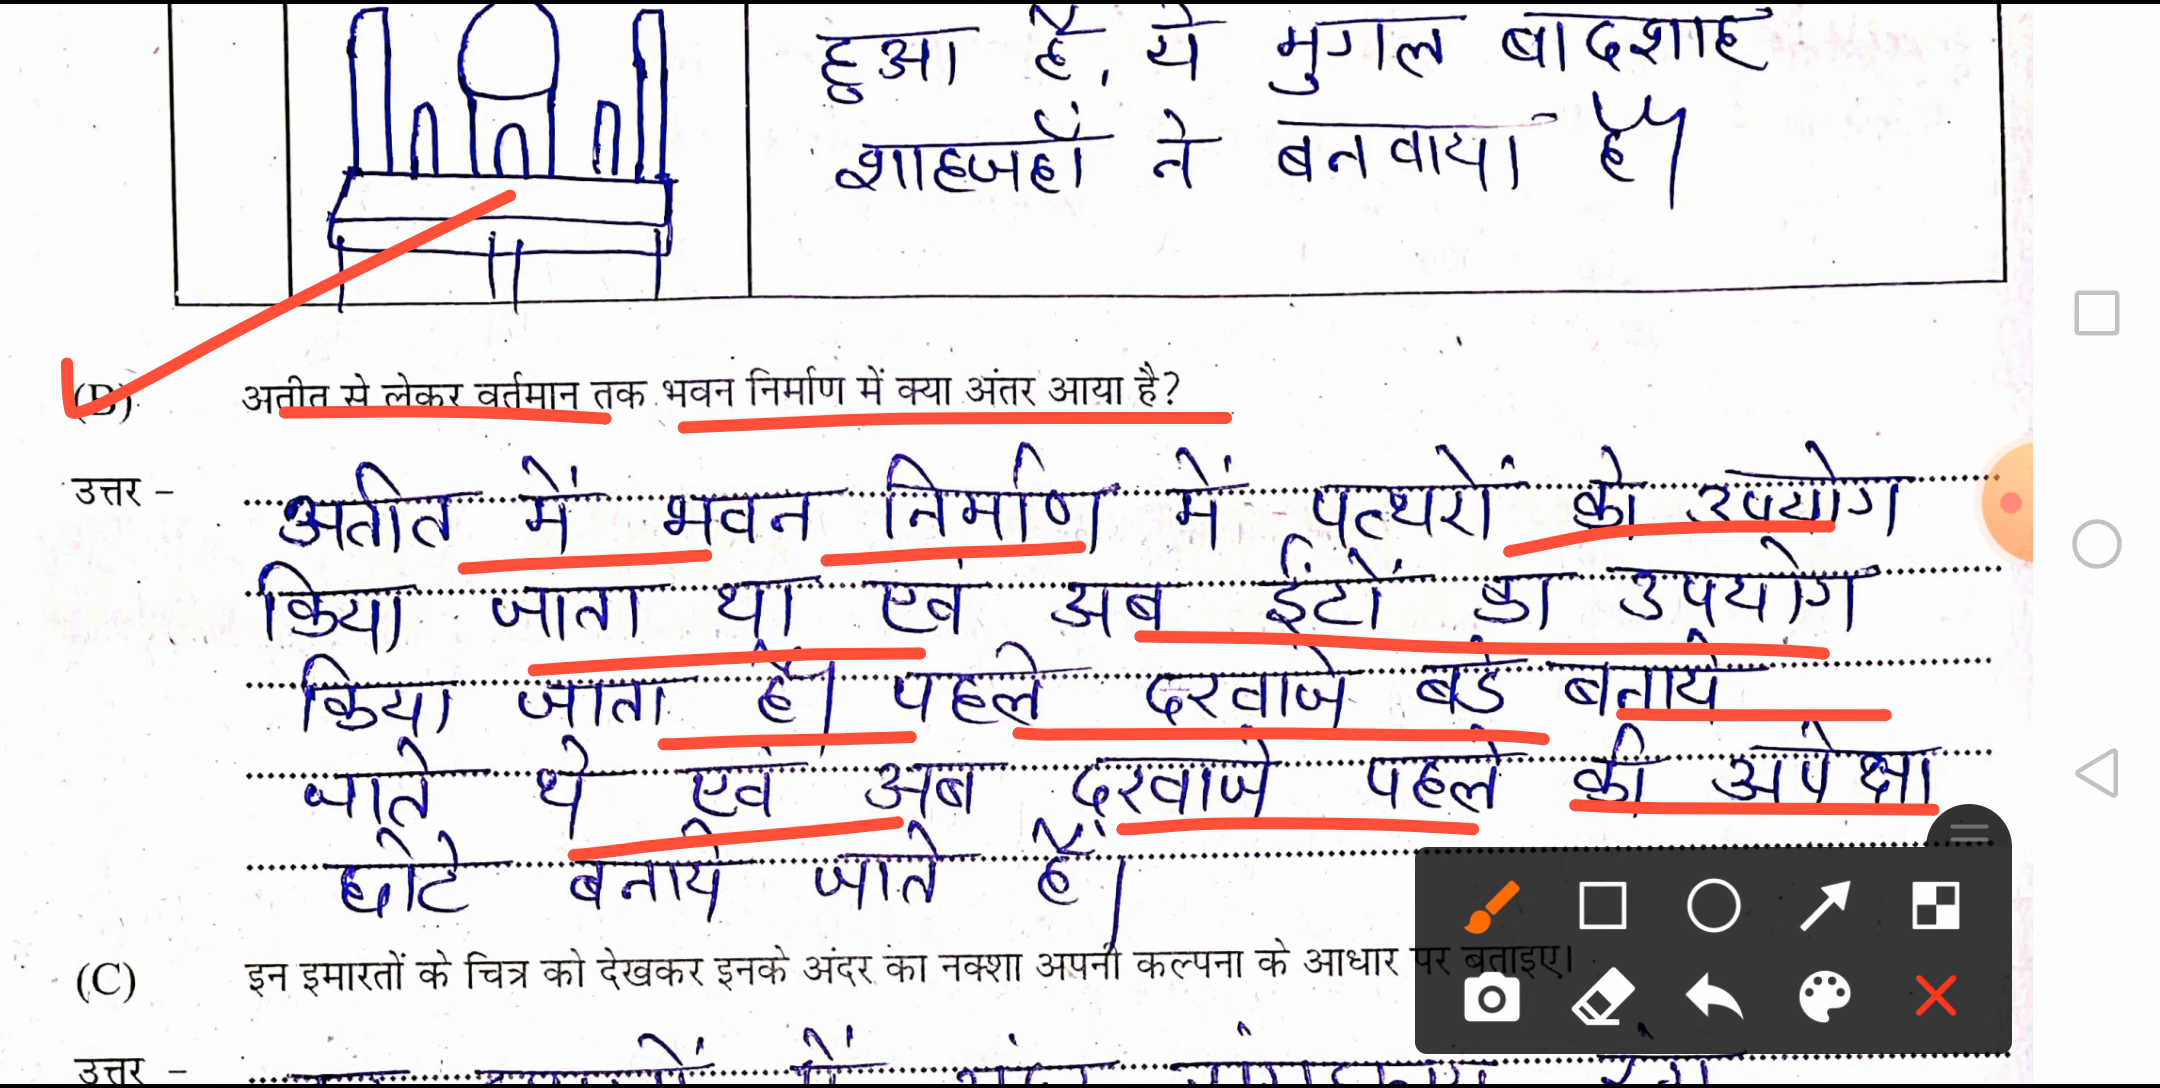 हुआ है, ये मुगल बादशाह
शाहजहाँ ने बनवाया है।
(B) अतीत से लेकर वर्तमान तक भवन निर्माण में क्या अंतर आया है?
उत्तर – अतीत में भवन निर्माण में पत्थरों का उपयोग
किया जाता था एवं अब ईंटों का उपयोग
किया जाता है। पहले दरवाजे बडे बनाये
जाते थे एवं अब दरवाजे पहले की अपेक्षा
छोटे बनाये जाते है।
(C) इन इमारतों के चित्र को देखकर इनके अंदर का नक्शा अपनी कल्पना के आधार पर बताइए।
उत्तर –